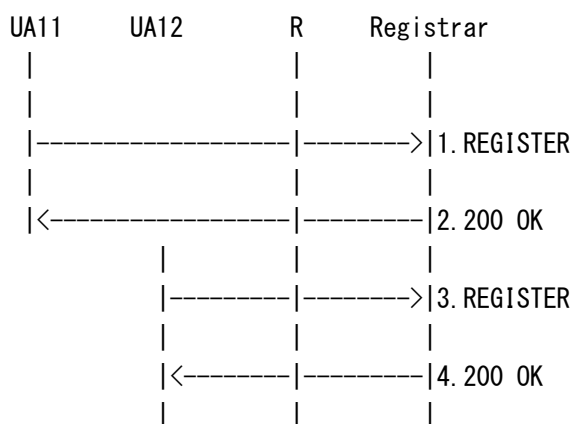 UA11 UA12 R Registrar
1.REGISTER
2.200 OK
3.REGISTER
4.200 OK